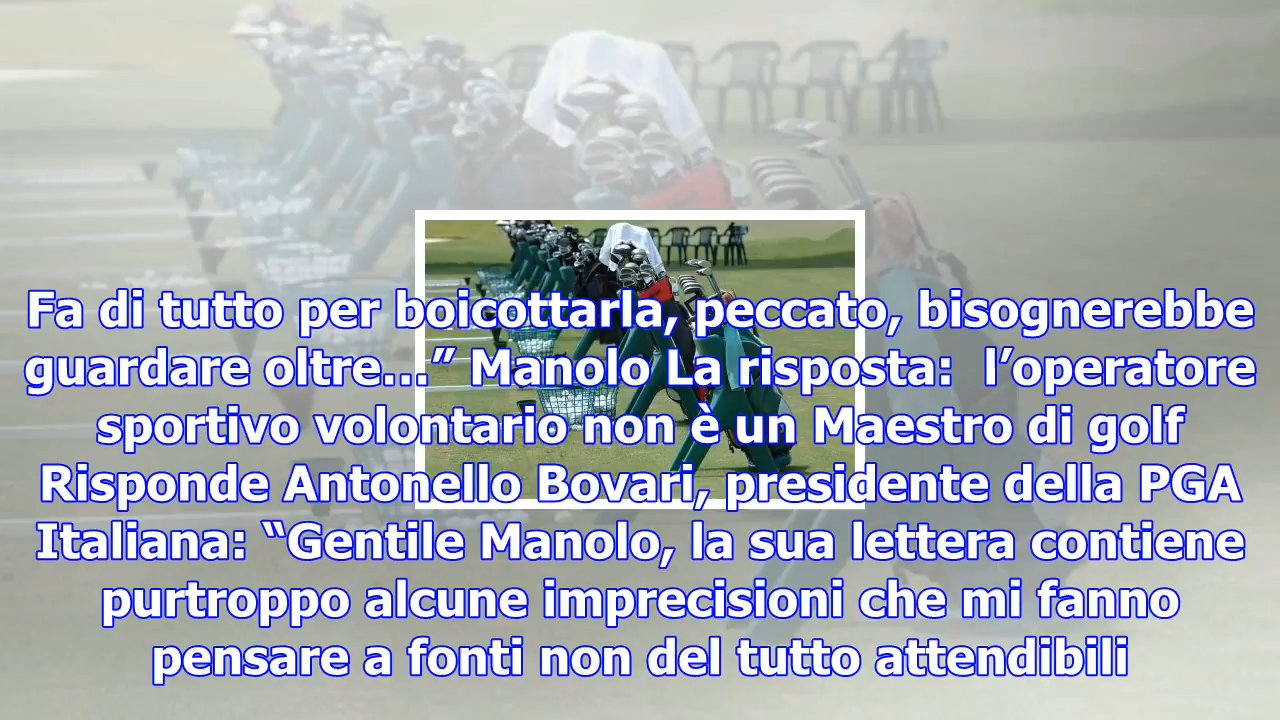 Fa di tutto per boicottarla, peccato, bisognerebbe
guardare oltre…” Manolo La risposta:  l’operatore
sportivo volontario non è un Maestro di golf
Risponde Antonello Bovari, presidente della PGA
Italiana: “Gentile Manolo, la sua lettera contiene
purtroppo alcune imprecisioni che mi fanno
pensare a fonti non del tutto attendibili